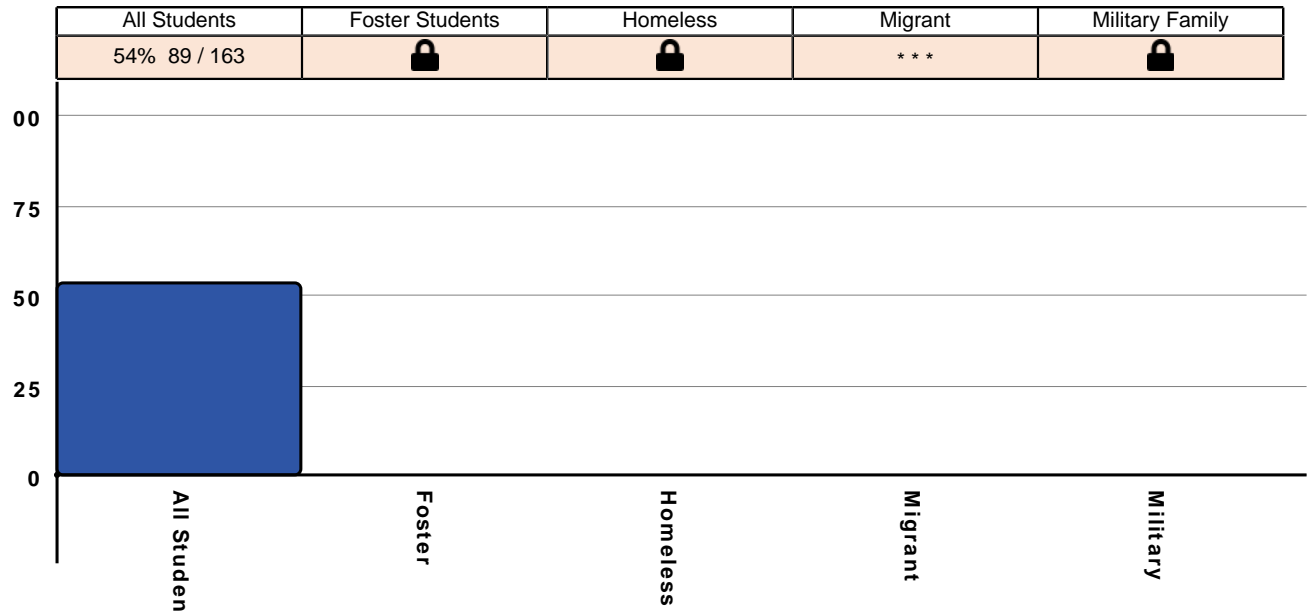 All Students Foster Students Homeless Migrant Military Family
54% 89 / 163 * * *
00
75
50
25
0
All Studen
Foster
Homeless
Migrant
Military